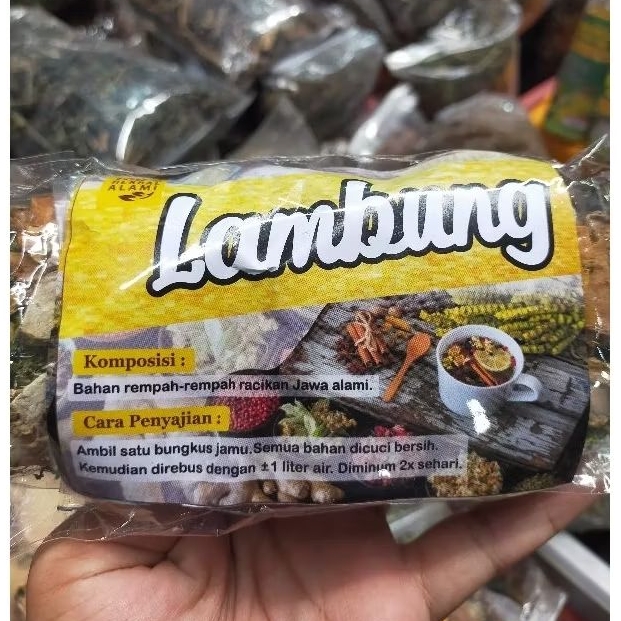 ALAMI
Lambung
Komposisi :
Bahan rempah-rempah racikan Jawa alami.
Cara Penyajian :
Ambil satu bungkus jamu.Semua bahan dicuci bersih.
Kemudian direbus dengan ±1 liter air. Diminum 2x sehari.